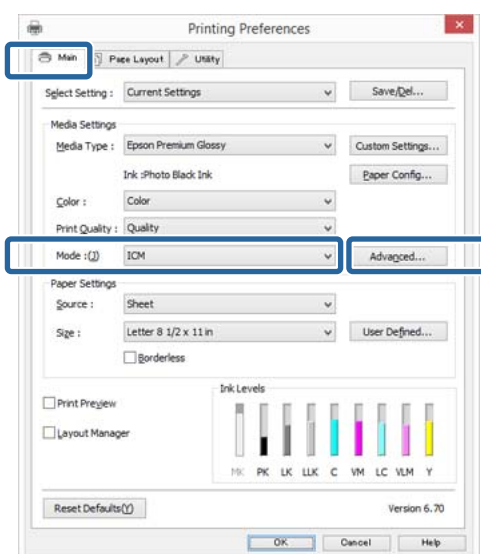 Printing Preferences
Main Page Layout Utility
Select Setting : Current Settings Save/Del...
Media Settings
Media Type : Epson Premium Glossy Custom Settings...
Ink :Photo Black Ink Paper Config...
Color : Color
Print Quality : Quality
Mode :(J) ICM Advanced...
Paper Settings
Source : Sheet
Size : Letter 8 1/2 x 11 in User Defined...
Borderless
Ink Levels
Print Preview
Layout Manager
MK PK LK LLK C VM LC VLM Y
Reset Defaults(Y) Version 6.70
OK Cancel Help